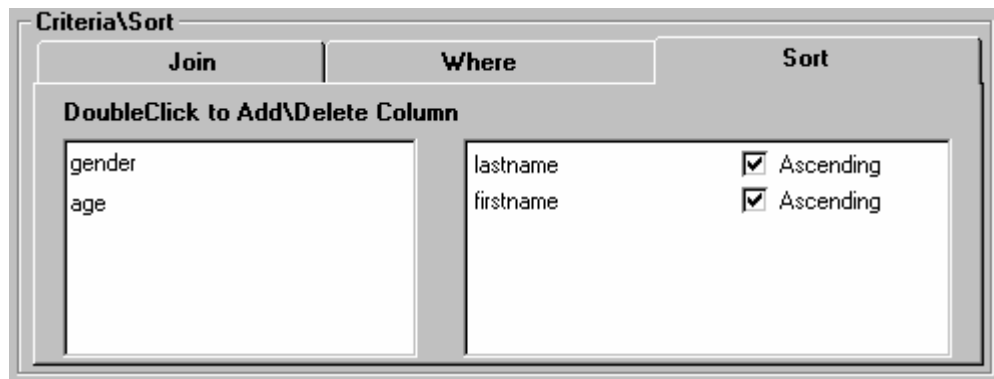 Criteria\Sort
Join Where Sort
DoubleClick to Add\Delete Column
gender lastname Ascending
age firstname Ascending